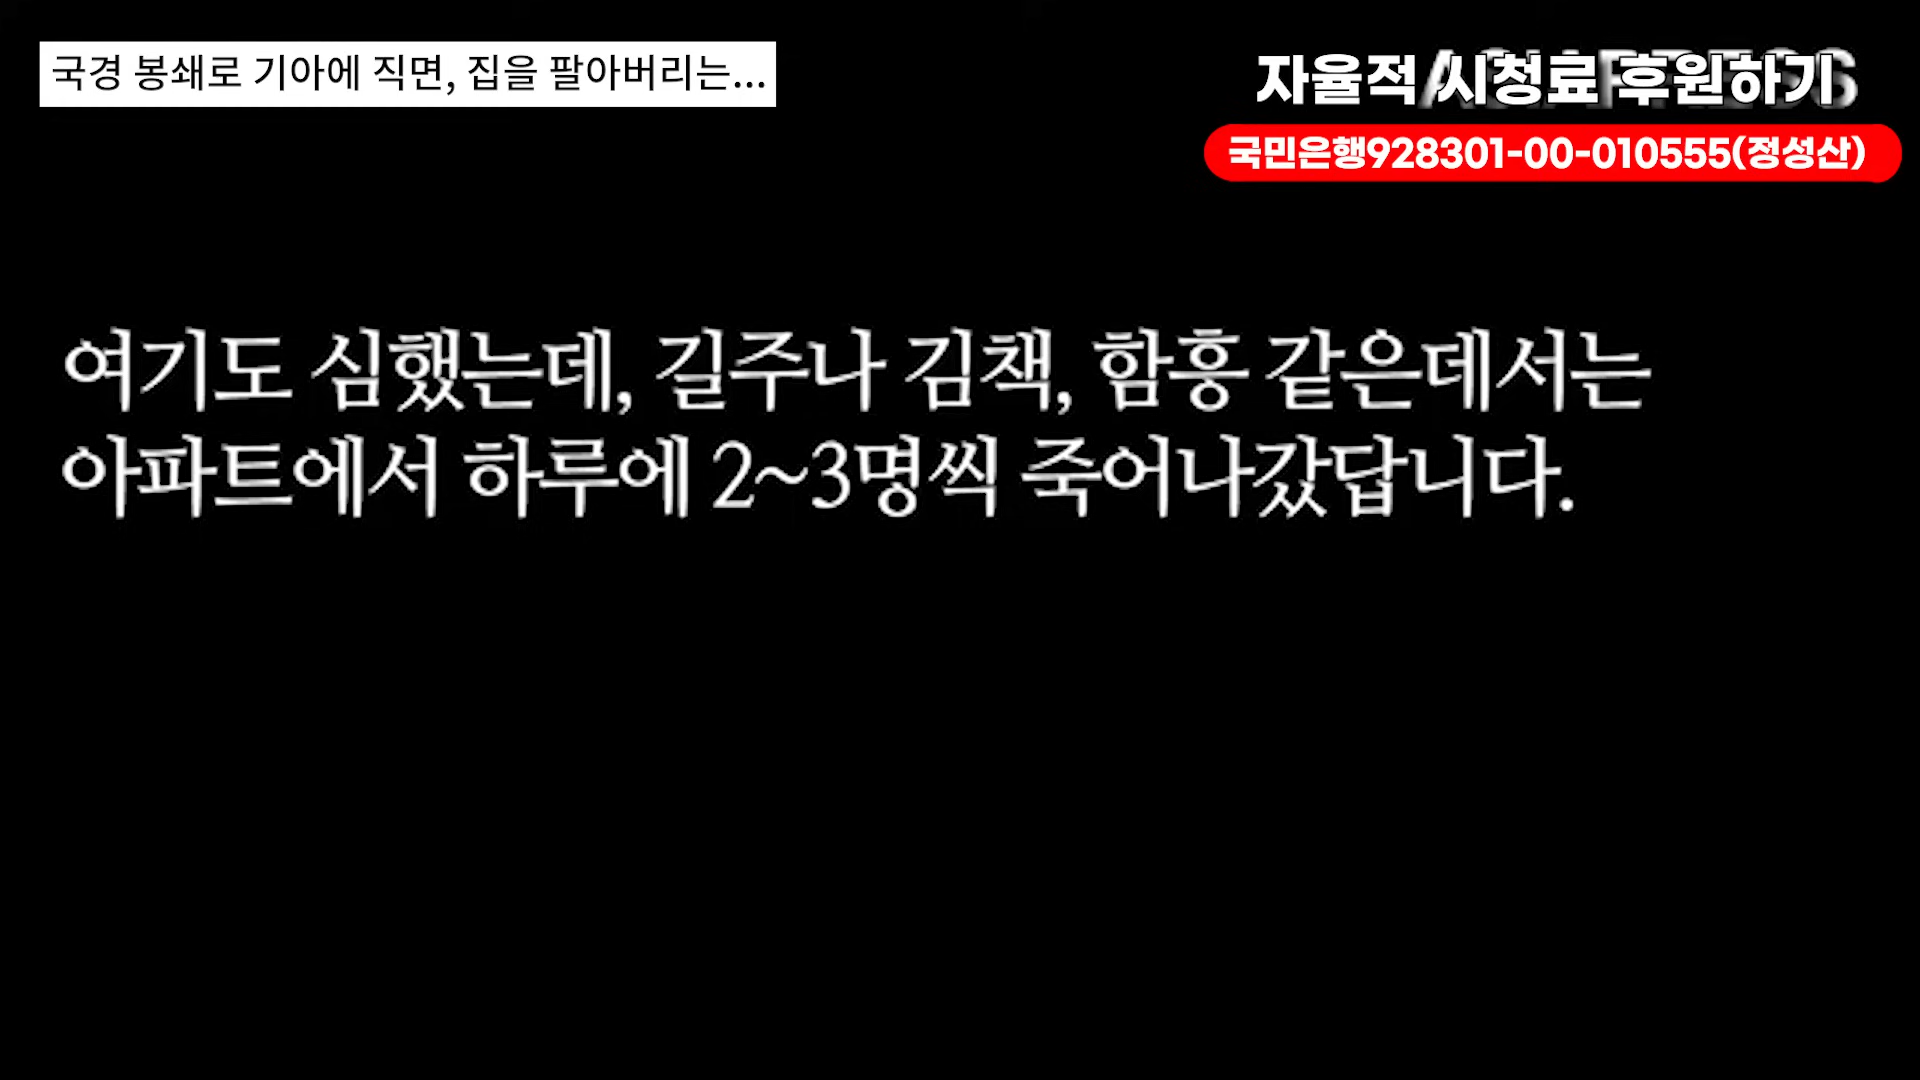 국경 봉쇄로 기아에 직면, 집을 팔아버리는...
자율적 시청료 후원하기
국민은행928301-00-010555(정성산)
여기도 심했는데, 길주나 김책, 함흥 같은데서는
아파트에서 하루에 2~3명씩 죽어나갔답니다.